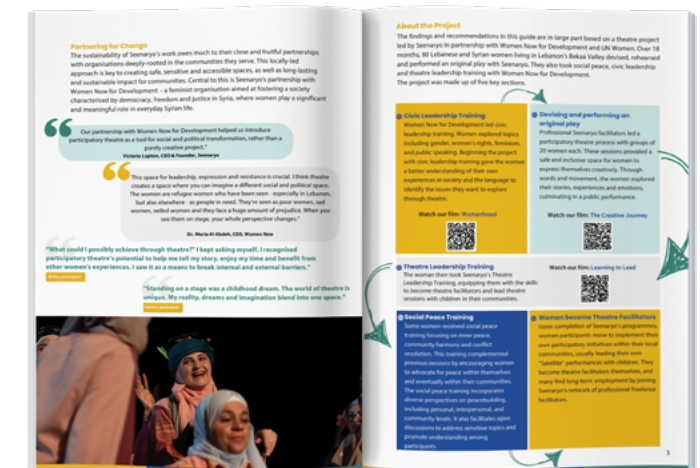 Partnering for Change
The sustainability of Seenaryo's work owes much to their close and fruitful partnerships
with organisations deeply-rooted in the communities they serve. This locally-led
approach is key to creating safe, sensitive and accessible spaces, as well as long-lasting
and sustainable impact for communities. Central to this is Seenaryo's partnership with
Women Now for Development – a feminist organisation aimed at fostering a society
characterised by democracy, freedom and justice in Syria, where women play a significant
and meaningful role in everyday Syrian life.
Our partnership with Women Now for Development helped us introduce
participatory theatre as a tool for social and political transformation, rather than a
purely creative project."
Victoria Lupton, CEO & Founder, Seenaryo
This space for leadership, expression and resistance is crucial. I think theatre
creates a space where you can imagine a different social and political space.
The women are refugee women who have been seen - especially in Lebanon,
but also elsewhere - as people in need. They're seen as poor women, sad
women, veiled women and they face a huge amount of prejudice. When you
see them on stage, your whole perspective changes."
Dr. Maria Al Abdeh, CEO, Women Now
"What could I possibly achieve through theatre?" I kept asking myself. I recognised
participatory theatre's potential to help me tell my story, enjoy my time and benefit from
other women's experiences. I saw it as a means to break internal and external barriers."
"Standing on a stage was a childhood dream. The world of theatre is
unique. My reality, dreams and imagination blend into one space."
About the Project
The findings and recommendations in this guide are in large part based on a theatre project
led by Seenaryo in partnership with Women Now for Development and UN Women. Over 18
months, 80 Lebanese and Syrian women living in Lebanon's Bekaa Valley devised, rehearsed
and performed an original play with Seenaryo. They also took social peace, civic leadership
and theatre leadership training with Women Now for Development.
The project was made up of five key sections.
Civic Leadership Training
Women Now for Development led civic
leadership training. Women explored topics
including gender, women's rights, feminism,
and public speaking. Beginning the project
with civic leadership training gave the women
a better understanding of their own
experiences in society and the language to
identify the issues they want to explore
through theatre.
Watch our film: Womanhood
Devising and performing an
original play
Professional Seenaryo facilitators led a
participatory theatre process with groups of
20 women each. These sessions provided a
safe and inclusive space for women to
express themselves creatively. Through
words and movement, the women explored
their stories, experiences and emotions,
culminating in a public performance.
Watch our film: The Creative Journey
Theatre Leadership Training
The woman then took Seenaryo's Theatre
Leadership Training, equipping them with the skills
to become theatre facilitators and lead theatre
sessions with children in their communities.
Watch our film: Learning to Lead
Social Peace Training
Some women received social peace
training focusing on inner peace,
community harmony and conflict
resolution. This training complemented
previous sessions by encouraging women
to advocate for peace within themselves
and eventually within their communities.
The social peace training incorporates
diverse perspectives on peacebuilding,
including personal, interpersonal, and
community levels. It also facilitates open
discussions to address sensitive topics and
promote understanding among
participants.
Women become Theatre Facilitators
Upon completion of Seenaryo's programmes,
women participants move to implement their
own participatory initiatives within their local
communities, usually leading their own
"Satellite" performances with children. They
become theatre facilitators themselves, and
many find long-term employment by joining
Seenaryo's network of professional freelance
facilitators.
5